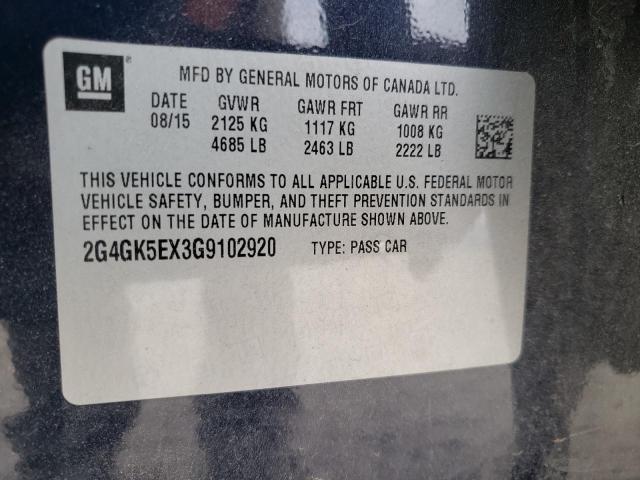 GM®
MFD BY GENERAL MOTORS OF CANADA LTD.
DATE GVWR GAWR FRT GAWR RR
08/15 2125 KG 1117 KG 1008 KG
4685 LB 2463 LB 2222 LB
THIS VEHICLE CONFORMS TO ALL APPLICABLE U.S. FEDERAL MOTOR
VEHICLE SAFETY, BUMPER, AND THEFT PREVENTION STANDARDS IN
EFFECT ON THE DATE OF MANUFACTURE SHOWN ABOVE.
2G4GK5EX3G9102920 TYPE: PASS CAR